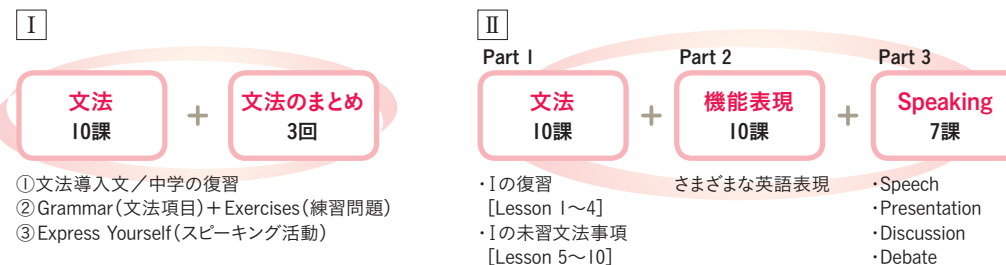 Ⅰ
文法
10課
+
文法のまとめ
3回
①文法導入文/中学の復習
②Grammar(文法項目)+Exercises(練習問題)
③Express Yourself(スピーキング活動)
Ⅱ
Part 1
文法
10課
+
Part 2
機能表現
10課
+
Part 3
Speaking
7課
・Ⅰの復習
[Lesson 1~4]
・Ⅰの未習文法事項
[Lesson 5~10]
さまざまな英語表現
・Speech
・Presentation
・Discussion
・Debate